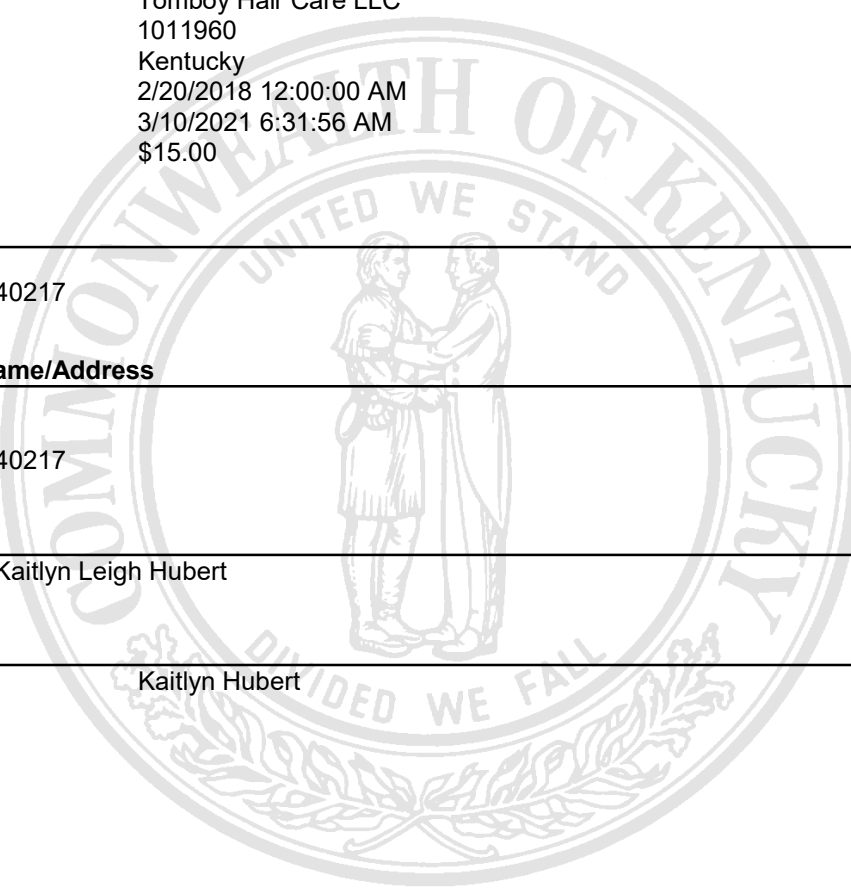 Tomboy Hair Care LLC
1011960
Kentucky
2/20/2018 12:00:00 AM
3/10/2021 6:31:56 AM
$15.00
COMMONWEALTH OF KENTUCKY
UNITED WE STAND
40217
ame/Address
40217
Kaitlyn Leigh Hubert
Kaitlyn Hubert
DIVIDED WE FALL